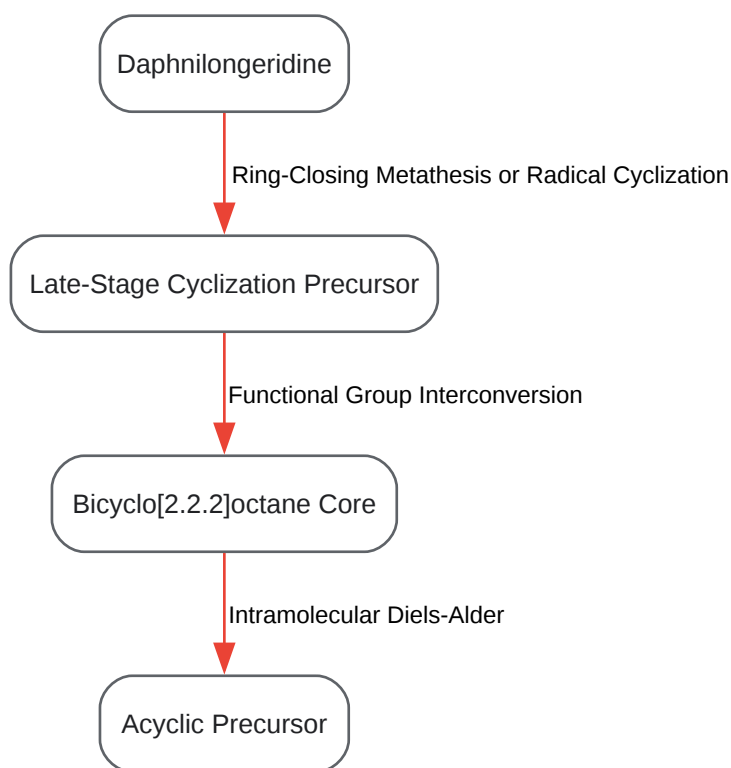 Daphnilongeridine
Ring-Closing Metathesis or Radical Cyclization
Late-Stage Cyclization Precursor
Functional Group Interconversion
Bicyclo[2.2.2]octane Core
Intramolecular Diels-Alder
Acyclic Precursor